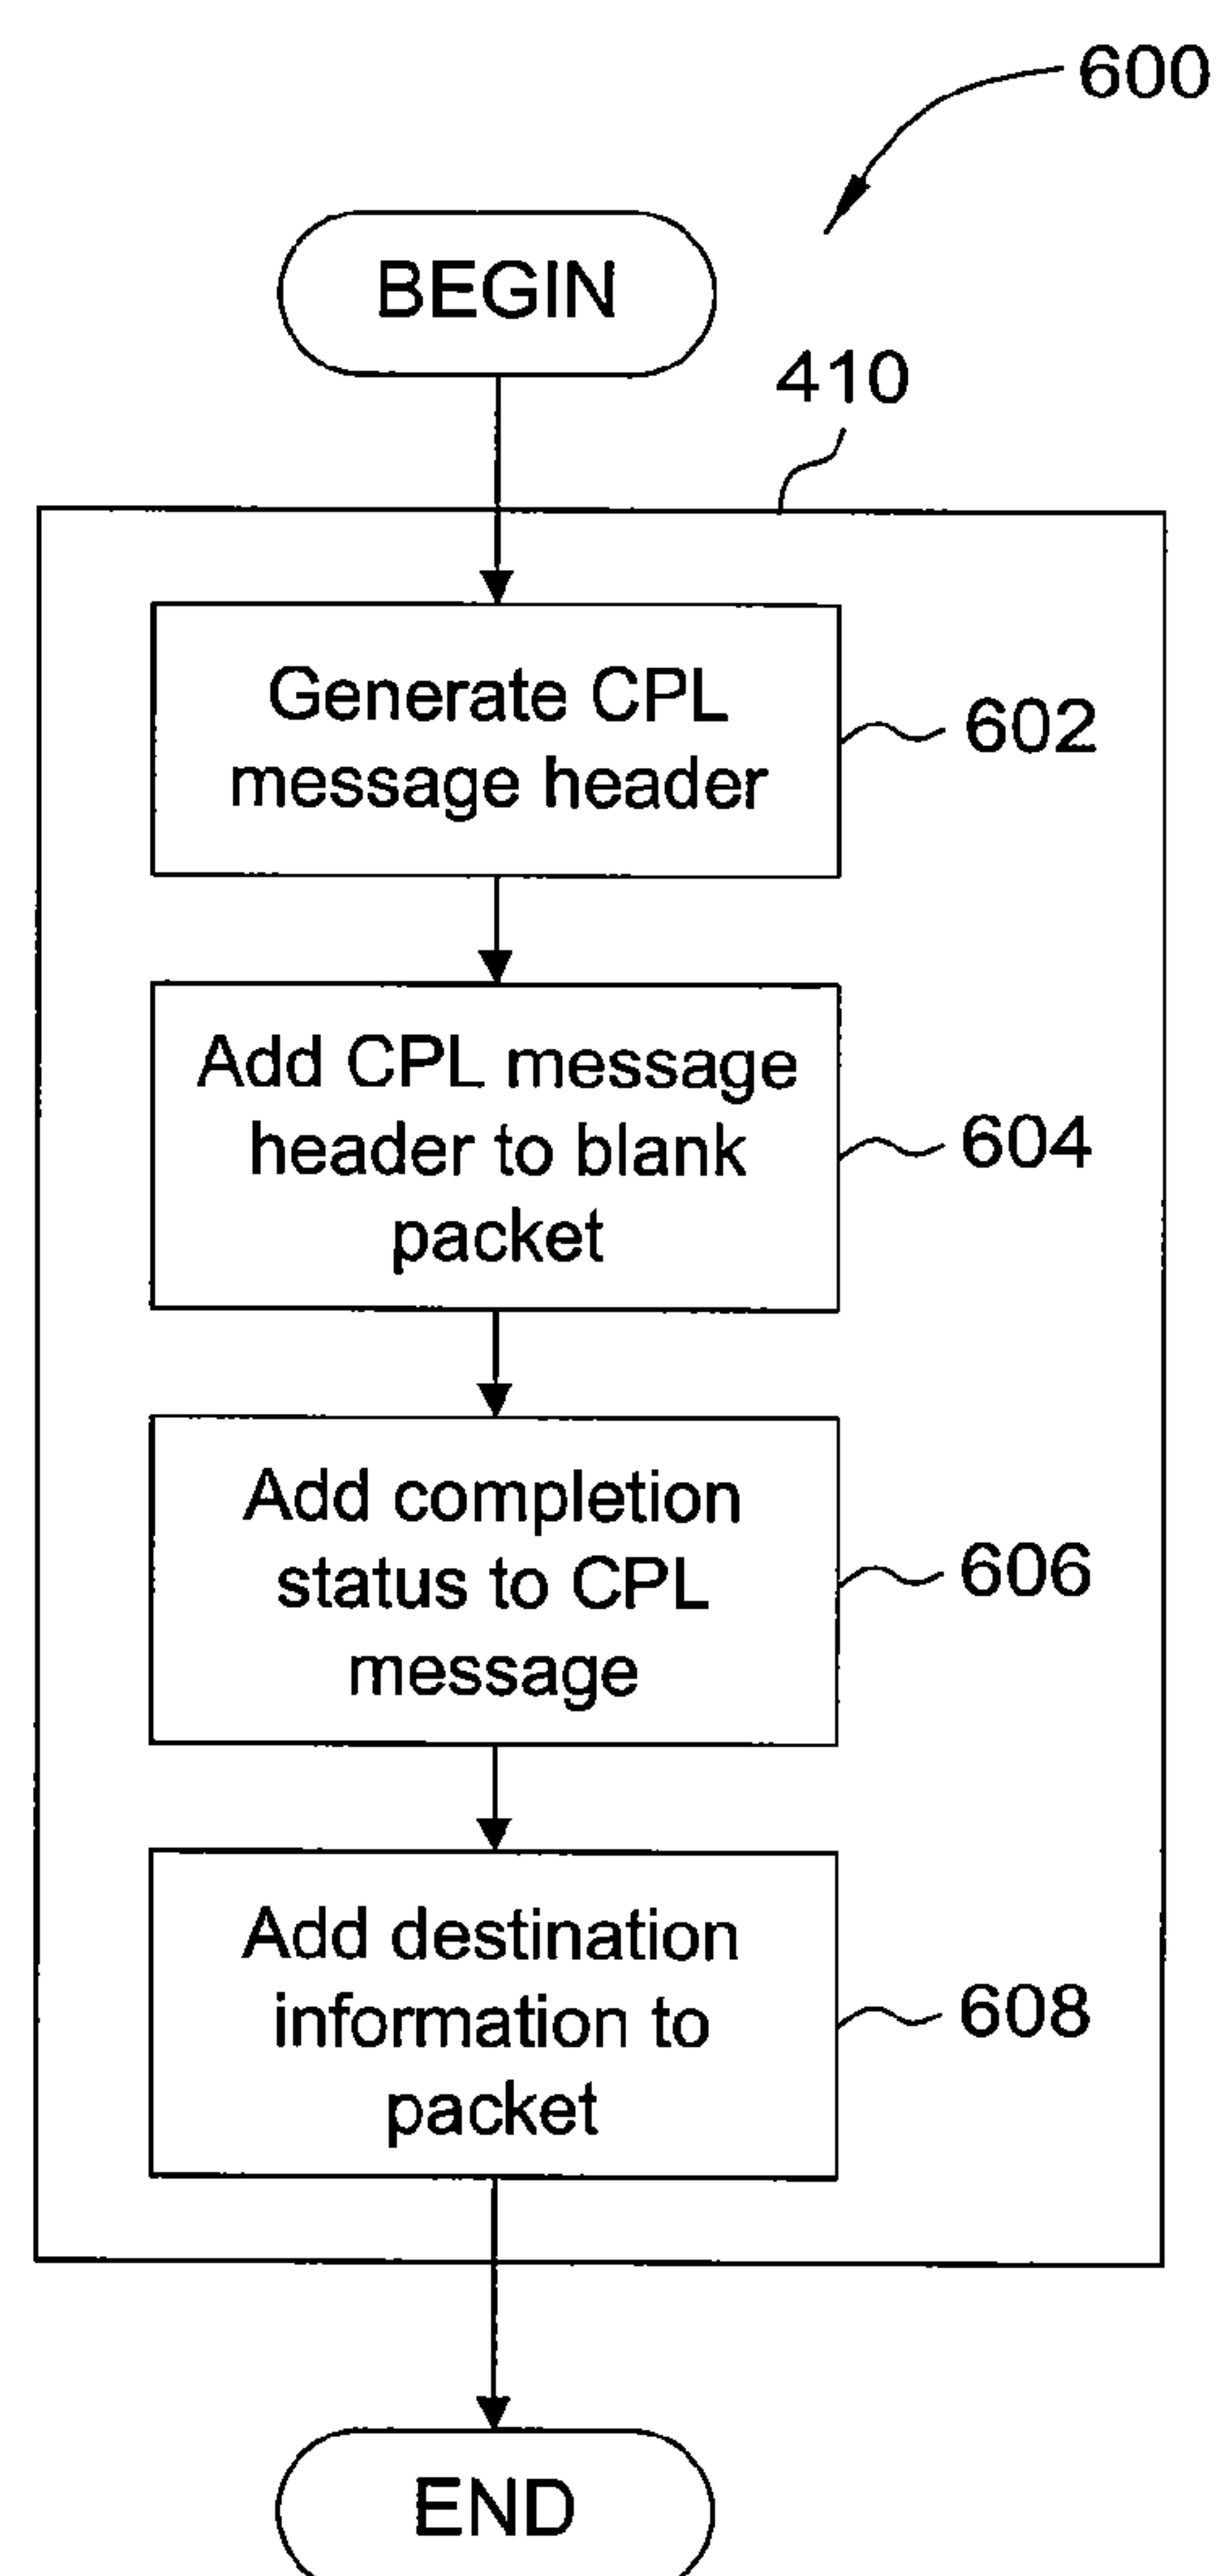 600
BEGIN
410
Generate CPL
message header
602
Add CPL message
header to blank
packet
604
Add completion
status to CPL
message
606
Add destination
information to
packet
608
END